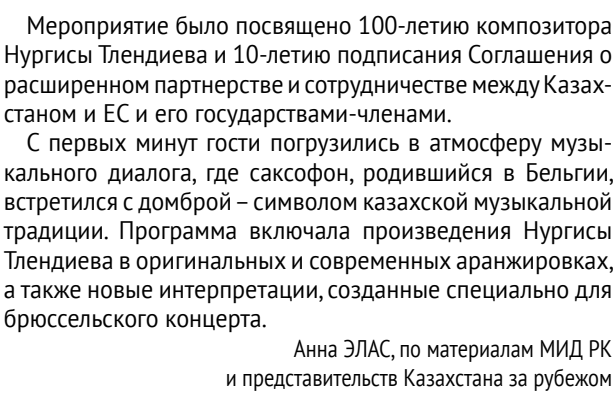 Мероприятие было посвящено 100-летию композитора
Нургисы Тлендиева и 10-летию подписания Соглашения о
расширенном партнерстве и сотрудничестве между Казах-
станом и ЕС и его государствами-членами.
С первых минут гости погрузились в атмосферу музы-
кального диалога, где саксофон, родившийся в Бельгии,
встретился с домброй – символом казахской музыкальной
традиции. Программа включала произведения Нургисы
Тлендиева в оригинальных и современных аранжировках,
а также новые интерпретации, созданные специально для
брюссельского концерта.
Анна ЭЛАС, по материалам МИД РК
и представительств Казахстана за рубежом